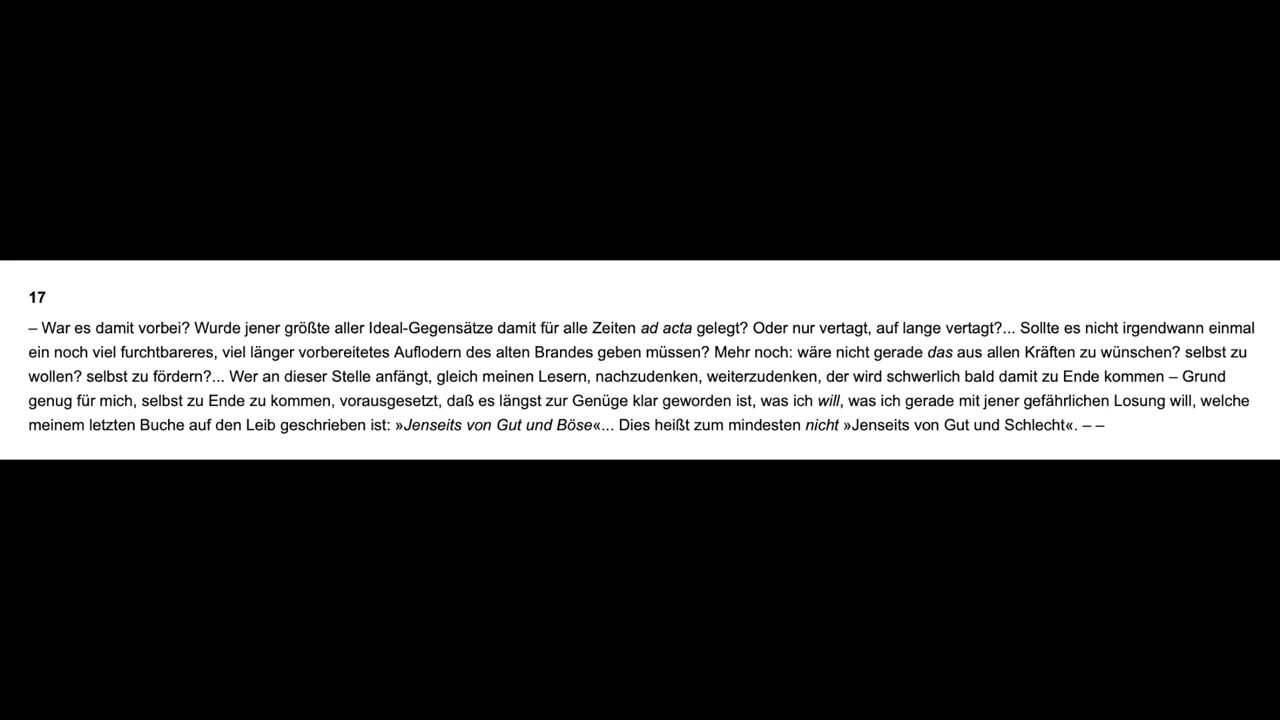 17
– War es damit vorbei? Wurde jener größte aller Ideal-Gegensätze damit für alle Zeiten ad acta gelegt? Oder nur vertagt, auf lange vertagt?... Sollte es nicht irgendwann einmal
ein noch viel furchtbareres, viel länger vorbereitetes Auflodern des alten Brandes geben müssen? Mehr noch: wäre nicht gerade das aus allen Kräften zu wünschen? selbst zu
wollen? selbst zu fördern?... Wer an dieser Stelle anfängt, gleich meinen Lesern, nachzudenken, weiterzudenken, der wird schwerlich bald damit zu Ende kommen – Grund
genug für mich, selbst zu Ende zu kommen, vorausgesetzt, daß es längst zur Genüge klar geworden ist, was ich will, was ich gerade mit jener gefährlichen Losung will, welche
meinem letzten Buche auf den Leib geschrieben ist: »Jenseits von Gut und Böse«... Dies heißt zum mindesten nicht »Jenseits von Gut und Schlecht«. – –